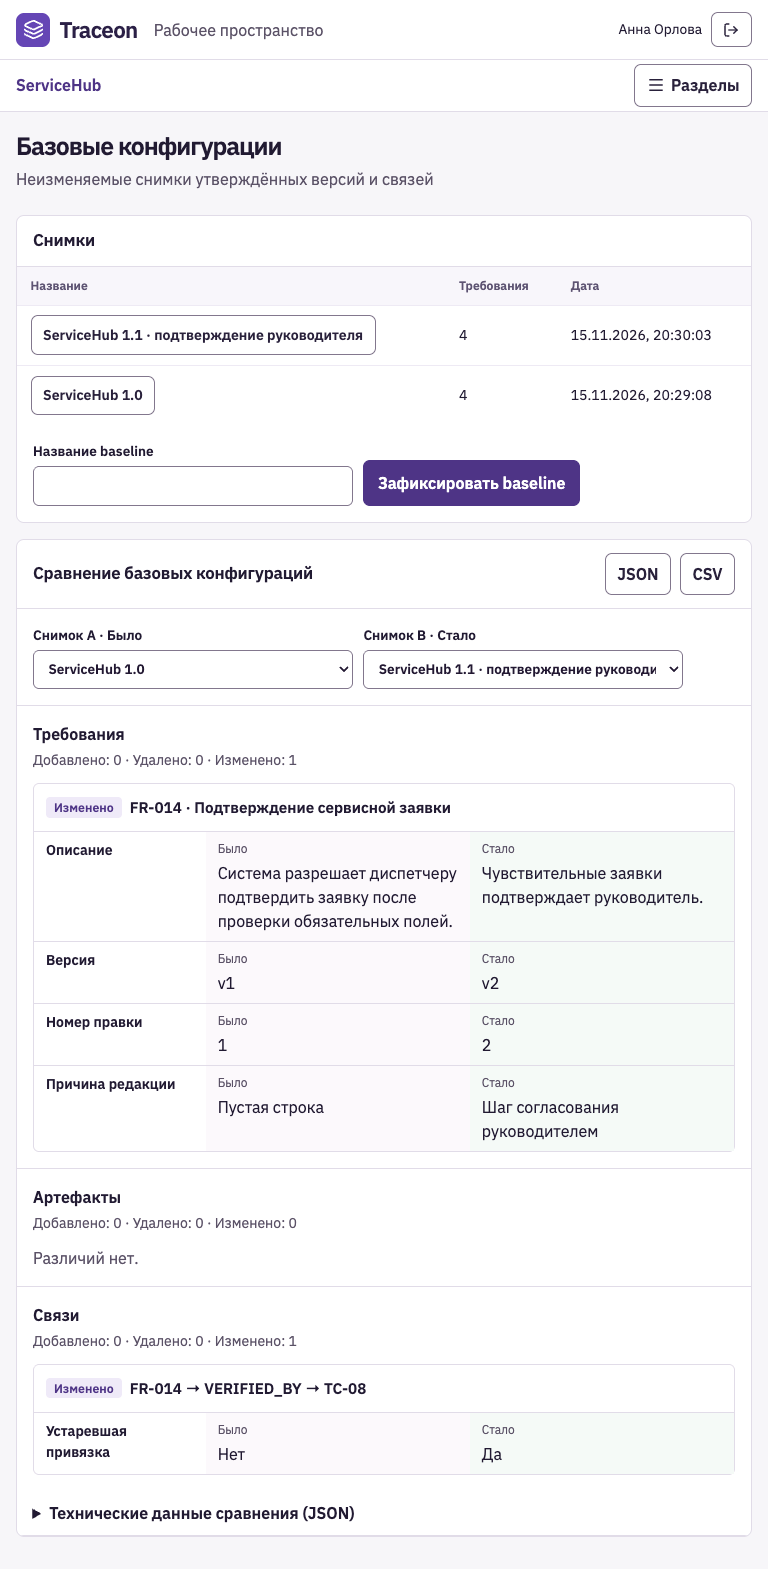 Traceon Рабочее пространство Анна Орлова
ServiceHub Разделы
Базовые конфигурации
Неизменяемые снимки утверждённых версий и связей
Снимки
Название Требования Дата
ServiceHub 1.1 · подтверждение руководителя 4 15.11.2026, 20:30:03
ServiceHub 1.0 4 15.11.2026, 20:29:08
Название baseline
Зафиксировать baseline
Сравнение базовых конфигураций JSON CSV
Снимок A · Было Снимок B · Стало
ServiceHub 1.0 ServiceHub 1.1 · подтверждение руководи
Требования
Добавлено: 0 · Удалено: 0 · Изменено: 1
Изменено FR-014 · Подтверждение сервисной заявки
Описание Было Стало
Система разрешает диспетчеру Чувствительные заявки
подтвердить заявку после подтверждает руководитель.
проверки обязательных полей.
Версия Было Стало
v1 v2
Номер правки Было Стало
1 2
Причина редакции Было Стало
Пустая строка Шаг согласования
руководителем
Артефакты
Добавлено: 0 · Удалено: 0 · Изменено: 0
Различий нет.
Связи
Добавлено: 0 · Удалено: 0 · Изменено: 1
Изменено FR-014 → VERIFIED_BY → TC-08
Устаревшая Было Стало
привязка Нет Да
Технические данные сравнения (JSON)